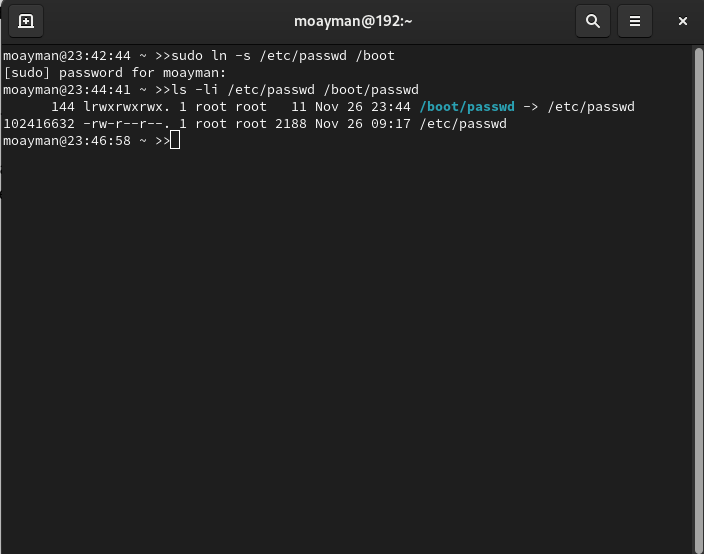 moayman@192:~
moayman@23:42:44 ~ >>sudo ln -s /etc/passwd /boot
[sudo] password for moayman:
moayman@23:44:41 ~ >>ls -li /etc/passwd /boot/passwd
      144 lrwxrwxrwx. 1 root root   11 Nov 26 23:44 /boot/passwd -> /etc/passwd
102416632 -rw-r--r--. 1 root root 2188 Nov 26 09:17 /etc/passwd
moayman@23:46:58 ~ >>